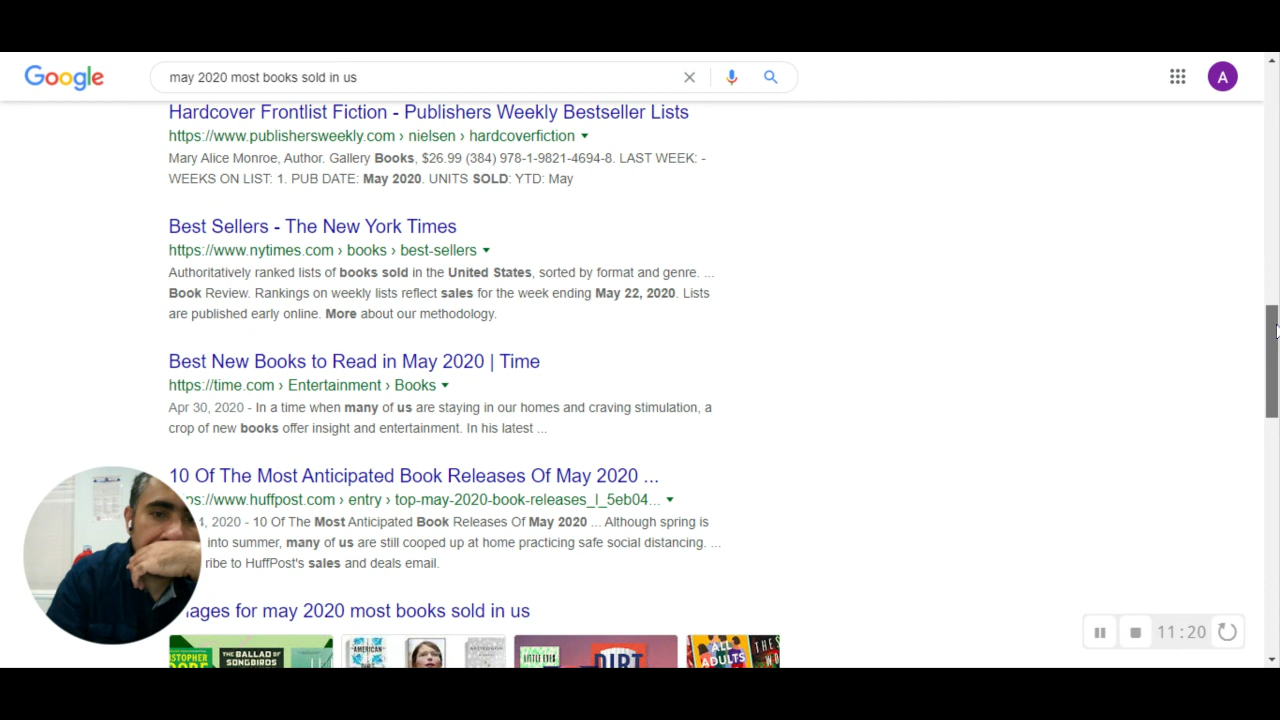 Google
may 2020 most books sold in us
A
Hardcover Frontlist Fiction - Publishers Weekly Bestseller Lists
https://www.publishersweekly.com › nielsen › hardcoverfiction
Mary Alice Monroe, Author. Gallery Books, $26.99 (384) 978-1-9821-4694-8. LAST WEEK: -
WEEKS ON LIST: 1. PUB DATE: May 2020. UNITS SOLD: YTD: May
Best Sellers - The New York Times
https://www.nytimes.com › books › best-sellers
Authoritatively ranked lists of books sold in the United States, sorted by format and genre. ...
Book Review. Rankings on weekly lists reflect sales for the week ending May 22, 2020. Lists
are published early online. More about our methodology.
Best New Books to Read in May 2020 | Time
https://time.com › Entertainment › Books
Apr 30, 2020 - In a time when many of us are staying in our homes and craving stimulation, a
crop of new books offer insight and entertainment. In his latest ...
10 Of The Most Anticipated Book Releases Of May 2020 ...
ps://www.huffpost.com › entry › top-may-2020-book-releases_l_5eb04...
4, 2020 - 10 Of The Most Anticipated Book Releases Of May 2020 ... Although spring is
into summer, many of us are still cooped up at home practicing safe social distancing. ...
ribe to HuffPost's sales and deals email.
ages for may 2020 most books sold in us
THE BALLAD OF
SONGBIRDS
AMERICAN
LITTLE EYES
DIRT
ALL
ADULTS
11:20